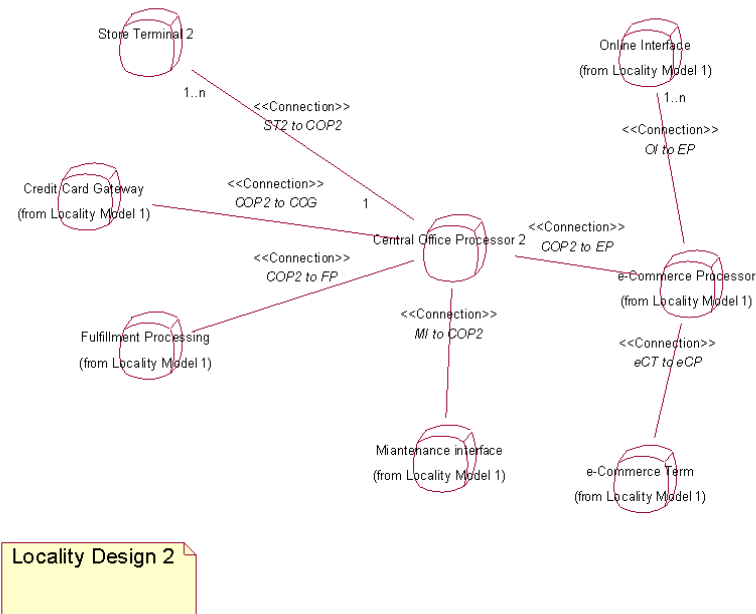 Store Terminal 2
1..n
<<Connection>>
ST2 to COP2
Online Interface
(from Locality Model 1)
1..n
<<Connection>>
OI to EP
Credit Card Gateway
(from Locality Model 1)
<<Connection>>
COP2 to CCG
1
Central Office Processor 2
<<Connection>>
COP2 to EP
<<Connection>>
COP2 to FP
e-Commerce Processor
(from Locality Model 1)
Fulfillment Processing
(from Locality Model 1)
<<Connection>>
MI to COP2
<<Connection>>
eCT to eCP
Miantenance interface
(from Locality Model 1)
e-Commerce Term
(from Locality Model 1)
Locality Design 2